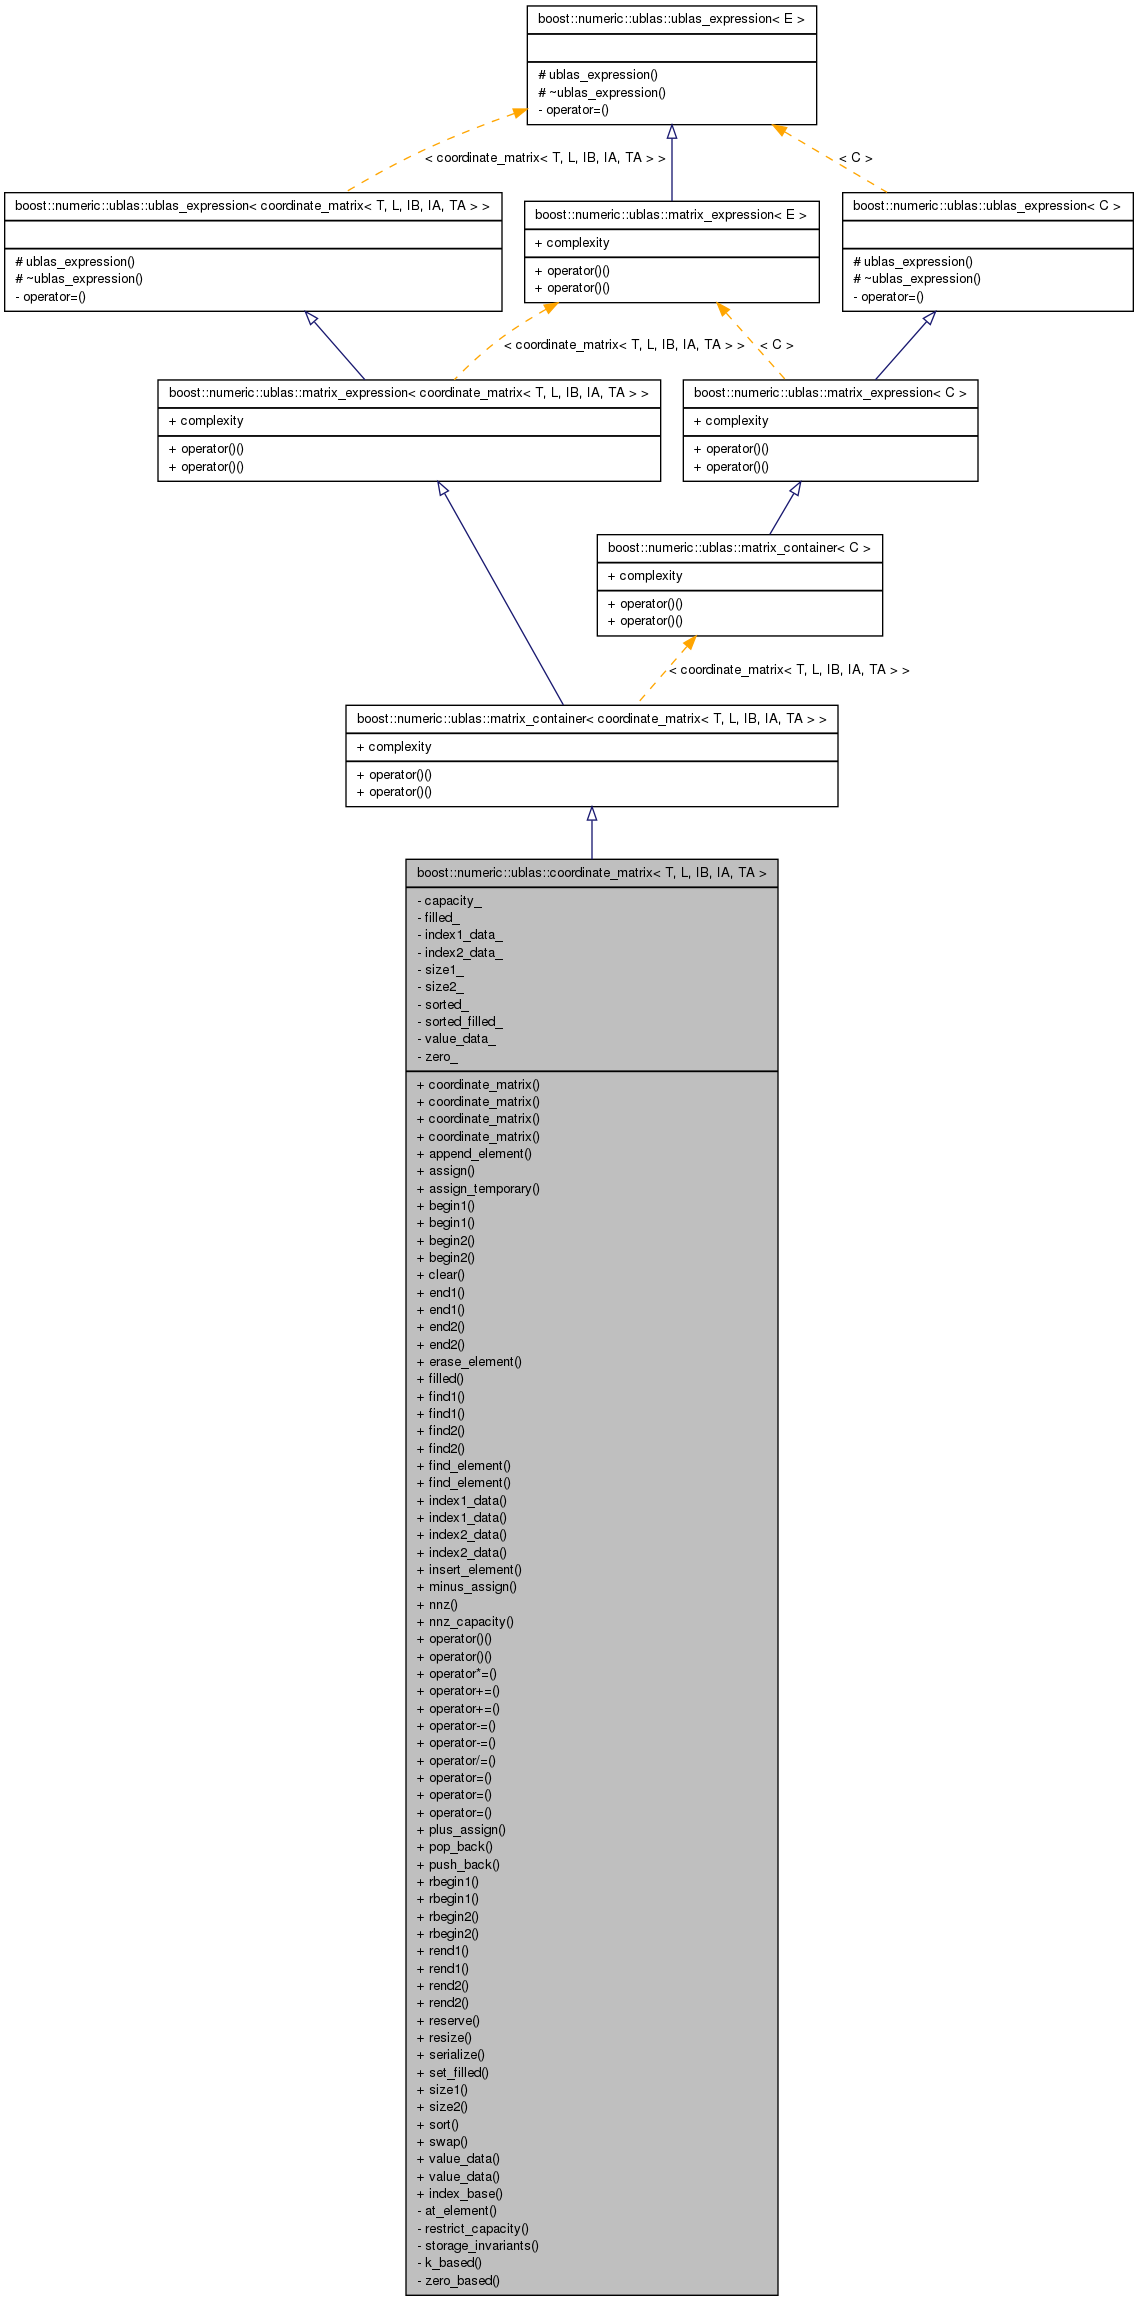 boost::numeric::ublas::ublas_expression< E >
# ublas_expression()
# ~ublas_expression()
- operator=()
< coordinate_matrix< T, L, IB, IA, TA > >
< C >
boost::numeric::ublas::ublas_expression< coordinate_matrix< T, L, IB, IA, TA > >
# ublas_expression()
# ~ublas_expression()
- operator=()
boost::numeric::ublas::matrix_expression< E >
+ complexity
+ operator()()
+ operator()()
boost::numeric::ublas::ublas_expression< C >
# ublas_expression()
# ~ublas_expression()
- operator=()
< coordinate_matrix< T, L, IB, IA, TA > >
< C >
boost::numeric::ublas::matrix_expression< coordinate_matrix< T, L, IB, IA, TA > >
+ complexity
+ operator()()
+ operator()()
boost::numeric::ublas::matrix_expression< C >
+ complexity
+ operator()()
+ operator()()
boost::numeric::ublas::matrix_container< C >
+ complexity
+ operator()()
+ operator()()
< coordinate_matrix< T, L, IB, IA, TA > >
boost::numeric::ublas::matrix_container< coordinate_matrix< T, L, IB, IA, TA > >
+ complexity
+ operator()()
+ operator()()
boost::numeric::ublas::coordinate_matrix< T, L, IB, IA, TA >
- capacity_
- filled_
- index1_data_
- index2_data_
- size1_
- size2_
- sorted_
- sorted_filled_
- value_data_
- zero_
+ coordinate_matrix()
+ coordinate_matrix()
+ coordinate_matrix()
+ coordinate_matrix()
+ append_element()
+ assign()
+ assign_temporary()
+ begin1()
+ begin1()
+ begin2()
+ begin2()
+ clear()
+ end1()
+ end1()
+ end2()
+ end2()
+ erase_element()
+ filled()
+ find1()
+ find1()
+ find2()
+ find2()
+ find_element()
+ find_element()
+ index1_data()
+ index1_data()
+ index2_data()
+ index2_data()
+ insert_element()
+ minus_assign()
+ nnz()
+ nnz_capacity()
+ operator()()
+ operator()()
+ operator*=()
+ operator+=()
+ operator+=()
+ operator-=()
+ operator-=()
+ operator/=()
+ operator=()
+ operator=()
+ operator=()
+ plus_assign()
+ pop_back()
+ push_back()
+ rbegin1()
+ rbegin1()
+ rbegin2()
+ rbegin2()
+ rend1()
+ rend1()
+ rend2()
+ rend2()
+ reserve()
+ resize()
+ serialize()
+ set_filled()
+ size1()
+ size2()
+ sort()
+ swap()
+ value_data()
+ value_data()
+ index_base()
- at_element()
- restrict_capacity()
- storage_invariants()
- k_based()
- zero_based()